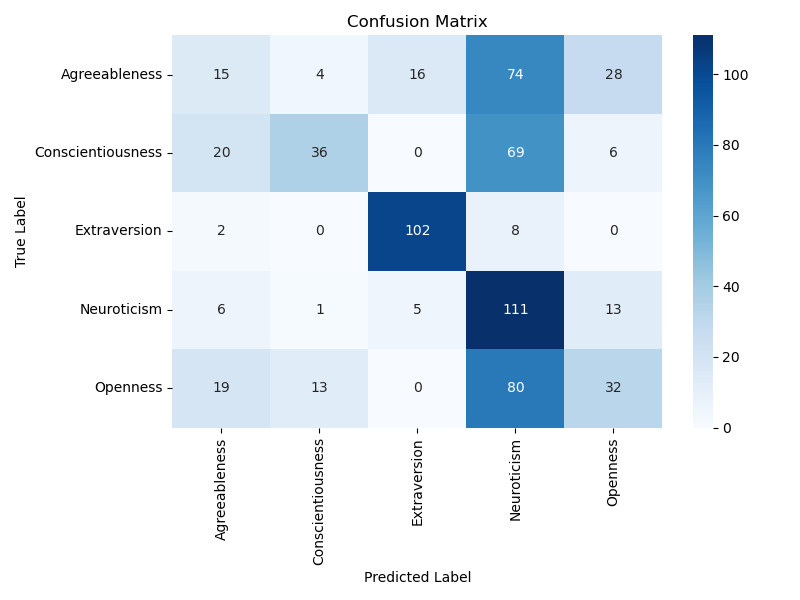 Confusion Matrix
True Label
Agreeableness 15 4 16 74 28
Conscientiousness 20 36 0 69 6
Extraversion 2 0 102 8 0
Neuroticism 6 1 5 111 13
Openness 19 13 0 80 32
Agreeableness Conscientiousness Extraversion Neuroticism Openness
Predicted Label
100
80
60
40
20
0